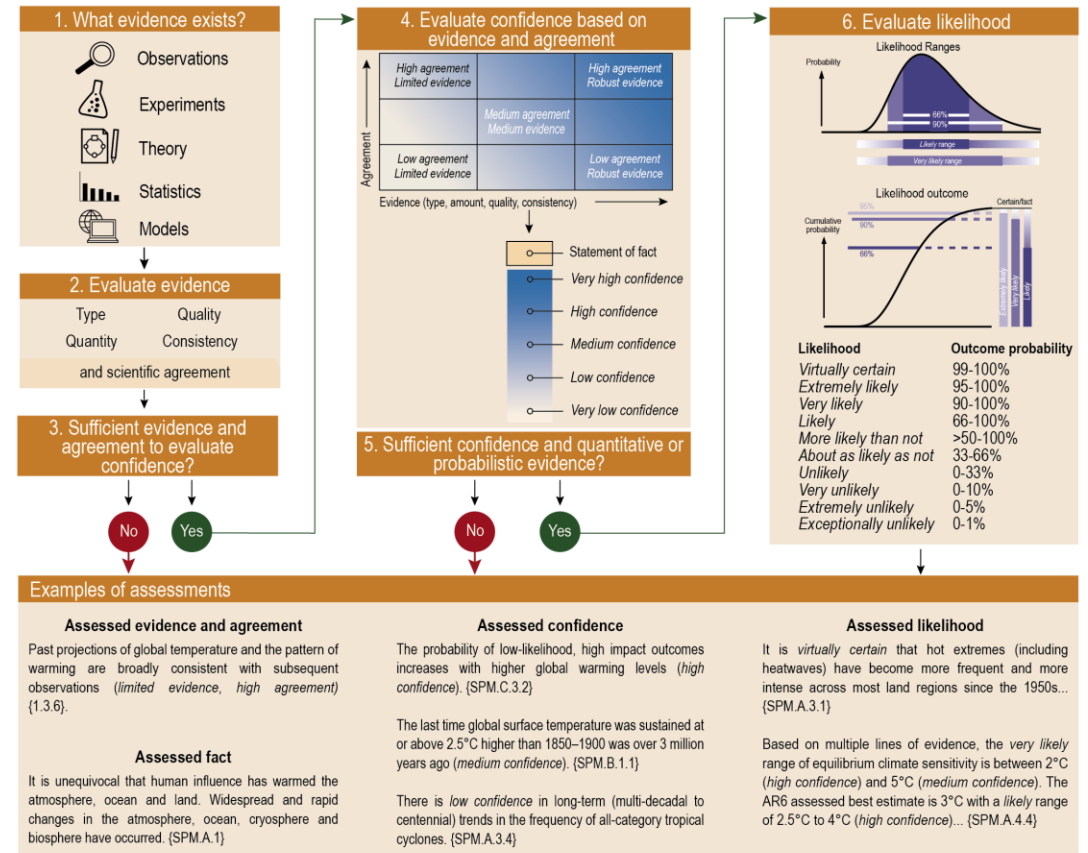 1. What evidence exists?
Observations
Experiments
Theory
Statistics
Models
2. Evaluate evidence
Type Quality
Quantity Consistency
and scientific agreement
3. Sufficient evidence and
agreement to evaluate
confidence?
No
Yes
4. Evaluate confidence based on
evidence and agreement
Agreement
High agreement
Limited evidence
High agreement
Robust evidence
Medium agreement
Medium evidence
Low agreement
Limited evidence
Low agreement
Robust evidence
Evidence (type, amount, quality, consistency)
Statement of fact
Very high confidence
High confidence
Medium confidence
Low confidence
Very low confidence
5. Sufficient confidence and quantitative or
probabilistic evidence?
No
Yes
6. Evaluate likelihood
Likelihood Ranges
Probability
66%
90%
Likely range
Very likely range
Likelihood outcome
Certain/fact
Cumulative
probability
95%
90%
66%
Extremely likely
Very likely
Likely
Likelihood Outcome probability
Virtually certain 99-100%
Extremely likely 95-100%
Very likely 90-100%
Likely 66-100%
More likely than not >50-100%
About as likely as not 33-66%
Unlikely 0-33%
Very unlikely 0-10%
Extremely unlikely 0-5%
Exceptionally unlikely 0-1%
Examples of assessments
Assessed evidence and agreement
Past projections of global temperature and the pattern of
warming are broadly consistent with subsequent
observations (limited evidence, high agreement)
{1.3.6}.
Assessed fact
It is unequivocal that human influence has warmed the
atmosphere, ocean and land. Widespread and rapid
changes in the atmosphere, ocean, cryosphere and
biosphere have occurred. {SPM.A.1}
Assessed confidence
The probability of low-likelihood, high impact outcomes
increases with higher global warming levels (high
confidence). {SPM.C.3.2}
The last time global surface temperature was sustained at
or above 2.5°C higher than 1850–1900 was over 3 million
years ago (medium confidence). {SPM.B.1.1}
There is low confidence in long-term (multi-decadal to
centennial) trends in the frequency of all-category tropical
cyclones. {SPM.A.3.4}
Assessed likelihood
It is virtually certain that hot extremes (including
heatwaves) have become more frequent and more
intense across most land regions since the 1950s...
{SPM.A.3.1}
Based on multiple lines of evidence, the very likely
range of equilibrium climate sensitivity is between 2°C
(high confidence) and 5°C (medium confidence). The
AR6 assessed best estimate is 3°C with a likely range
of 2.5°C to 4°C (high confidence)... {SPM.A.4.4}